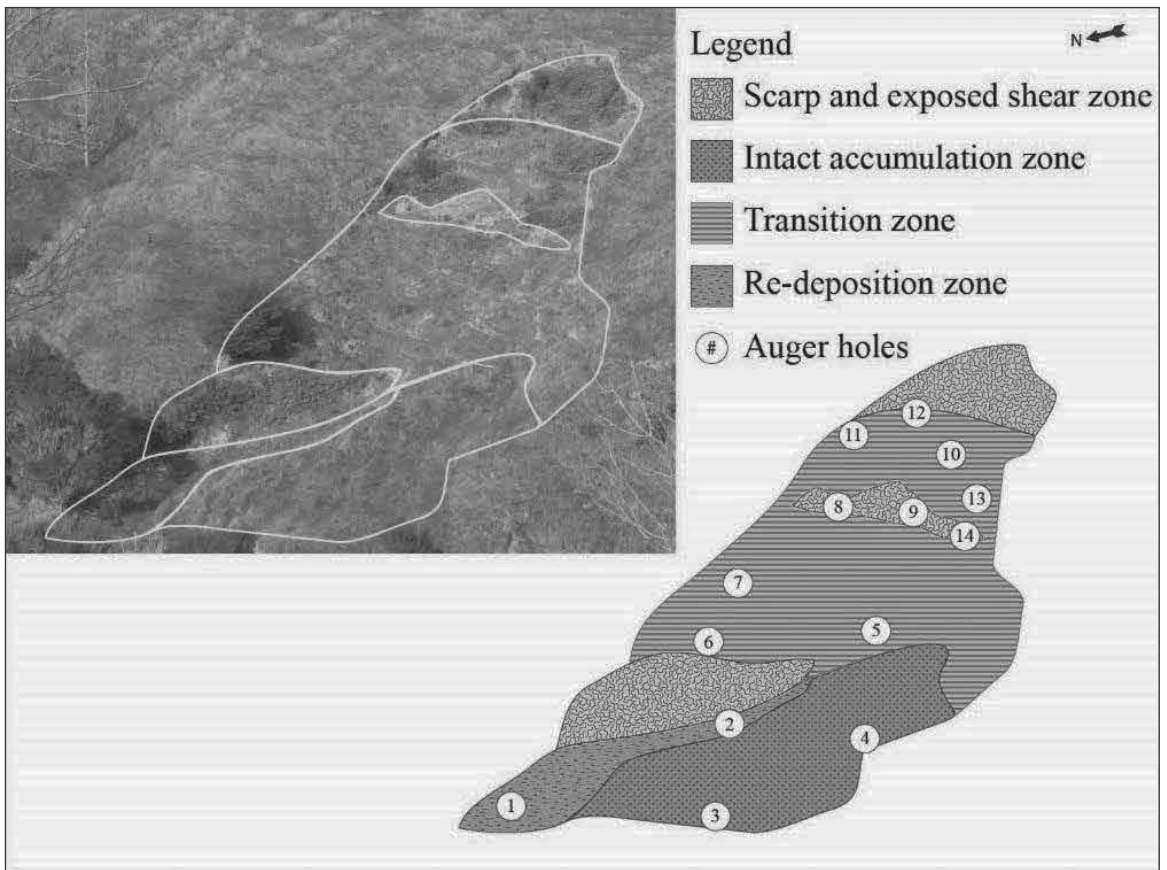 Legend
N
Scarp and exposed shear zone
Intact accumulation zone
Transition zone
Re-deposition zone
# Auger holes
12
11
10
13
8
9
14
7
5
6
2
4
1
3